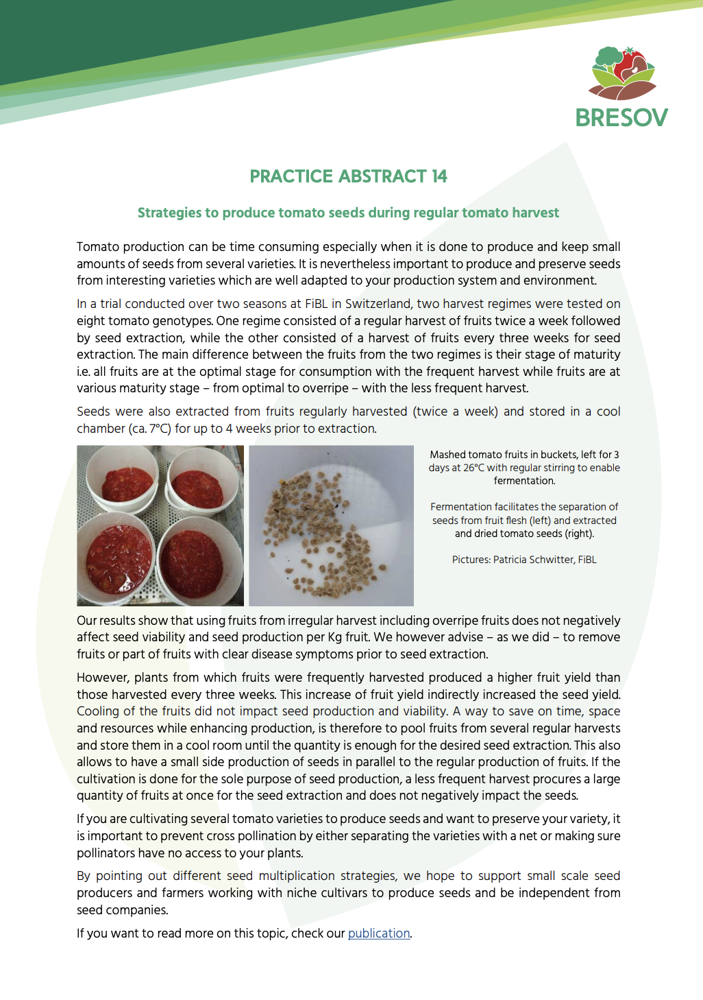 BRESOV
PRACTICE ABSTRACT 14
Strategies to produce tomato seeds during regular tomato harvest
Tomato production can be time consuming especially when it is done to produce and keep small
amounts of seeds from several varieties. It is nevertheless important to produce and preserve seeds
from interesting varieties which are well adapted to your production system and environment.
In a trial conducted over two seasons at FiBL in Switzerland, two harvest regimes were tested on
eight tomato genotypes. One regime consisted of a regular harvest of fruits twice a week followed
by seed extraction, while the other consisted of a harvest of fruits every three weeks for seed
extraction. The main difference between the fruits from the two regimes is their stage of maturity
i.e. all fruits are at the optimal stage for consumption with the frequent harvest while fruits are at
various maturity stage – from optimal to overripe – with the less frequent harvest.
Seeds were also extracted from fruits regularly harvested (twice a week) and stored in a cool
chamber (ca. 7°C) for up to 4 weeks prior to extraction.
Mashed tomato fruits in buckets, left for 3
days at 26°C with regular stirring to enable
fermentation.
Fermentation facilitates the separation of
seeds from fruit flesh (left) and extracted
and dried tomato seeds (right).
Pictures: Patricia Schwitter, FiBL
Our results show that using fruits from irregular harvest including overripe fruits does not negatively
affect seed viability and seed production per Kg fruit. We however advise – as we did – to remove
fruits or part of fruits with clear disease symptoms prior to seed extraction.
However, plants from which fruits were frequently harvested produced a higher fruit yield than
those harvested every three weeks. This increase of fruit yield indirectly increased the seed yield.
Cooling of the fruits did not impact seed production and viability. A way to save on time, space
and resources while enhancing production, is therefore to pool fruits from several regular harvests
and store them in a cool room until the quantity is enough for the desired seed extraction. This also
allows to have a small side production of seeds in parallel to the regular production of fruits. If the
cultivation is done for the sole purpose of seed production, a less frequent harvest procures a large
quantity of fruits at once for the seed extraction and does not negatively impact the seeds.
If you are cultivating several tomato varieties to produce seeds and want to preserve your variety, it
is important to prevent cross pollination by either separating the varieties with a net or making sure
pollinators have no access to your plants.
By pointing out different seed multiplication strategies, we hope to support small scale seed
producers and farmers working with niche cultivars to produce seeds and be independent from
seed companies.
If you want to read more on this topic, check our publication.